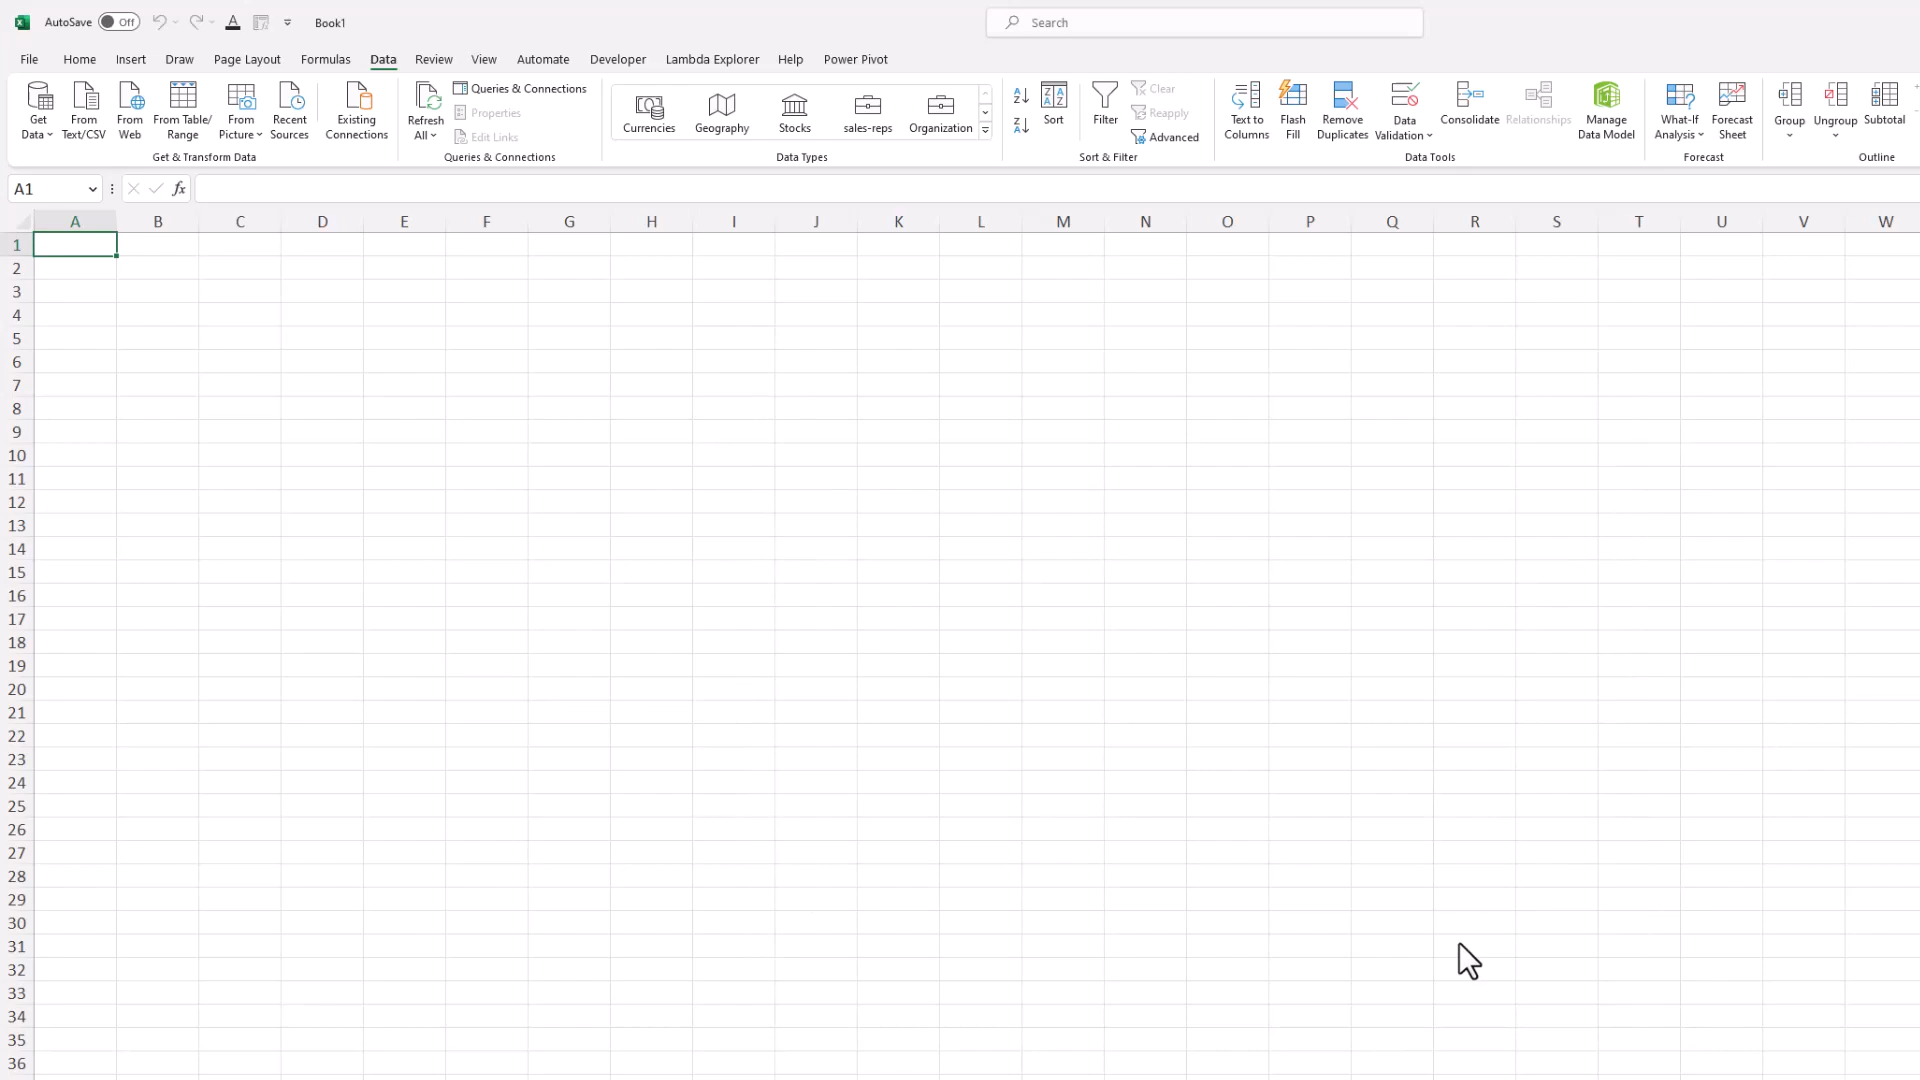 AutoSave Off Book1 Search
File Home Insert Draw Page Layout Formulas Data Review View Automate Developer Lambda Explorer Help Power Pivot
Get Data
From Text/CSV
From Web
From Table/ Range
From Picture
Recent Sources
Existing Connections
Get & Transform Data
Refresh All
Queries & Connections
Properties
Edit Links
Queries & Connections
Currencies
Geography
Stocks
sales-reps
Organization
Data Types
Sort
Filter
Clear
Reapply
Advanced
Sort & Filter
Text to Columns
Flash Fill
Remove Duplicates
Data Validation
Consolidate
Relationships
Manage Data Model
Data Tools
What-If Analysis
Forecast Sheet
Forecast
Group
Ungroup
Subtotal
Outline
A1 fx
A B C D E F G H I J K L M N O P Q R S T U V W
1
2
3
4
5
6
7
8
9
10
11
12
13
14
15
16
17
18
19
20
21
22
23
24
25
26
27
28
29
30
31
32
33
34
35
36